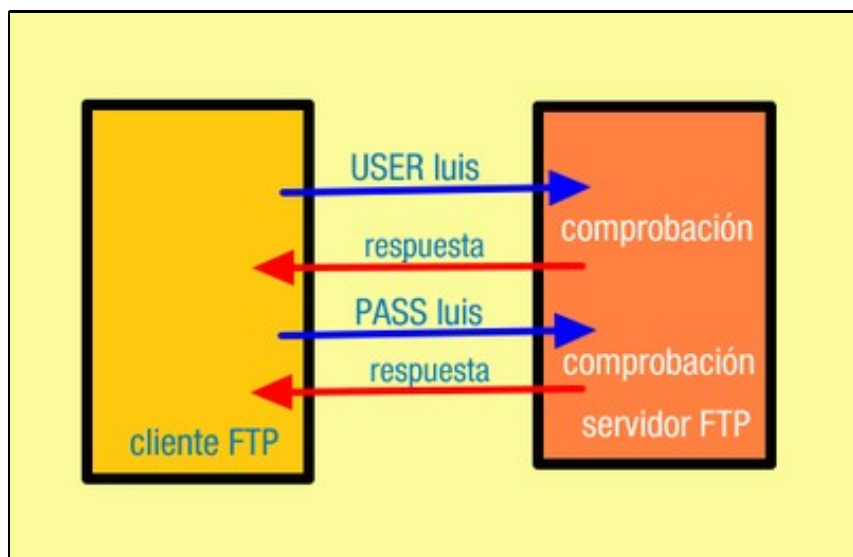 USER luis
comprobación
respuesta
PASS luis
comprobación
respuesta
servidor FTP
cliente FTP